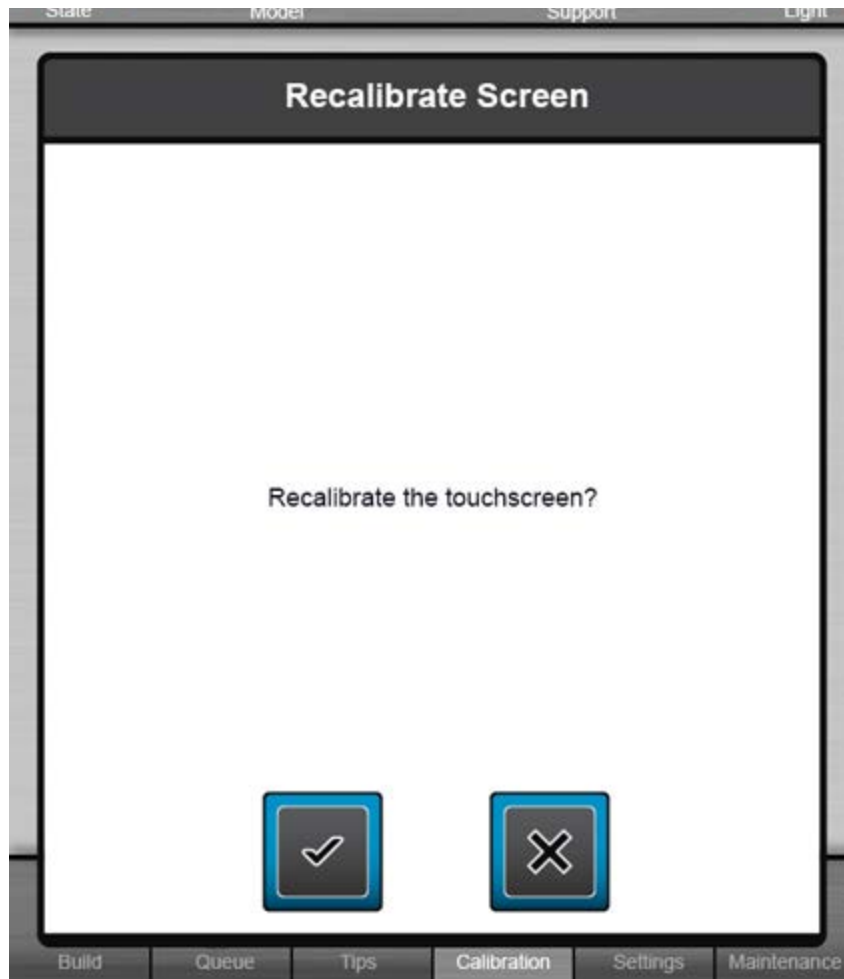 State Model Support Light
Recalibrate Screen
Recalibrate the touchscreen?
Build Queue Tips Calibration Settings Maintenance